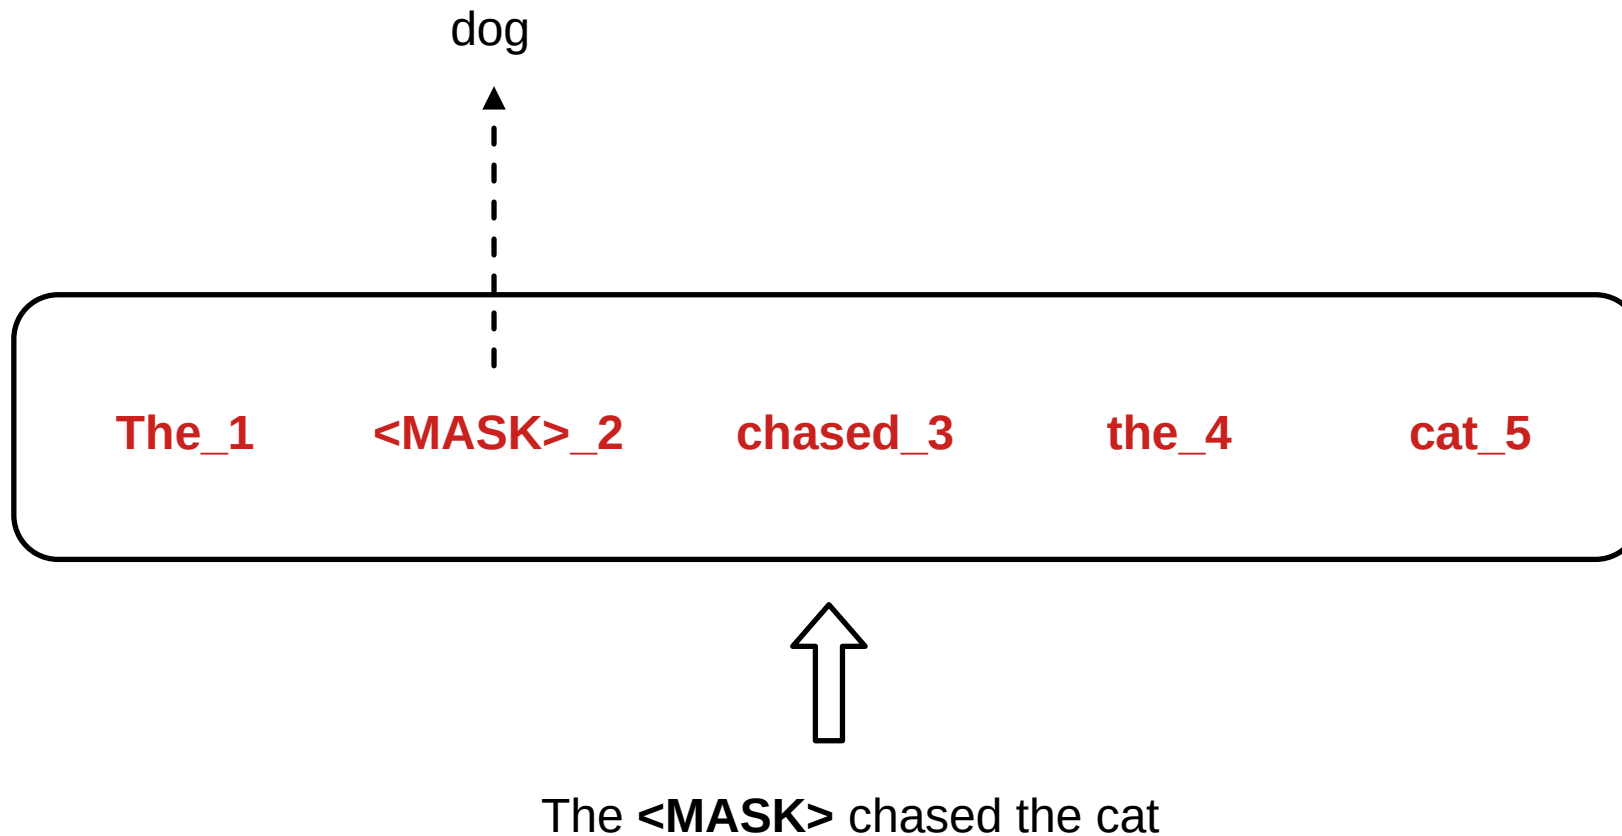 dog
The_1 <MASK>_2 chased_3 the_4 cat_5
The <MASK> chased the cat